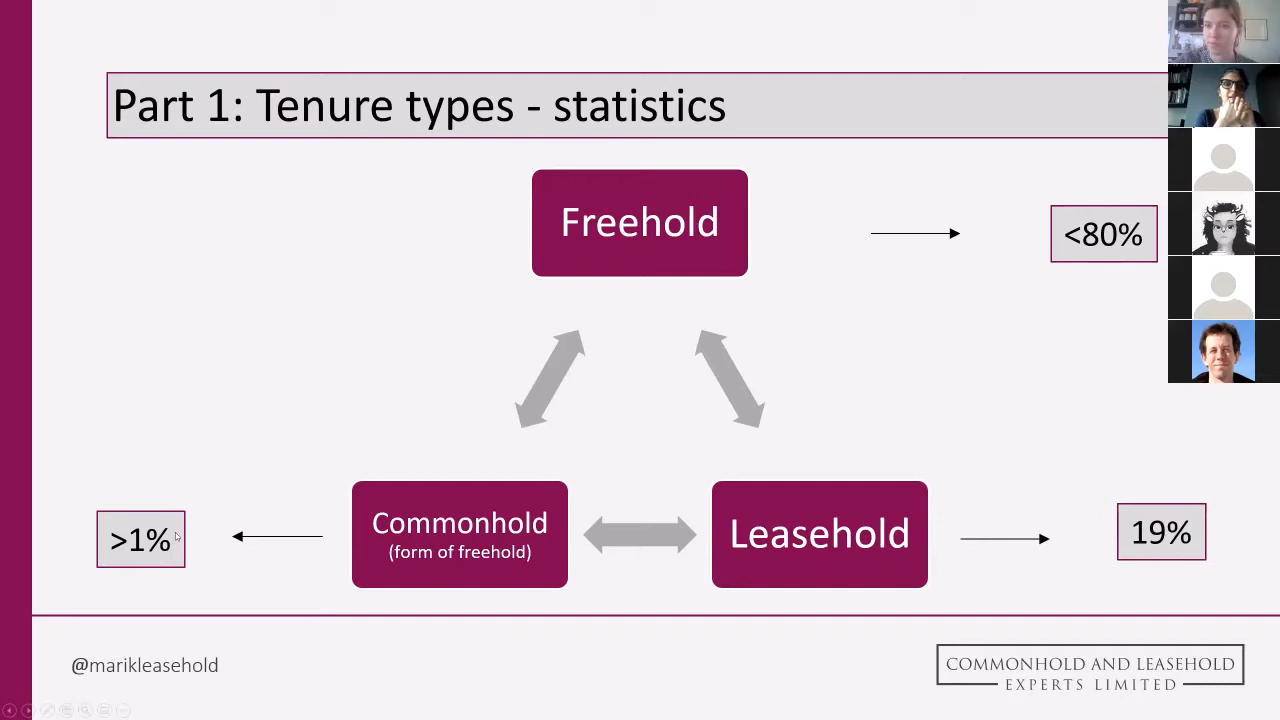 Part 1: Tenure types - statistics
Freehold
<80%
Commonhold
(form of freehold)
>1%
Leasehold
19%
@marikleasehold
COMMONHOLD AND LEASEHOLD
EXPERTS LIMITED